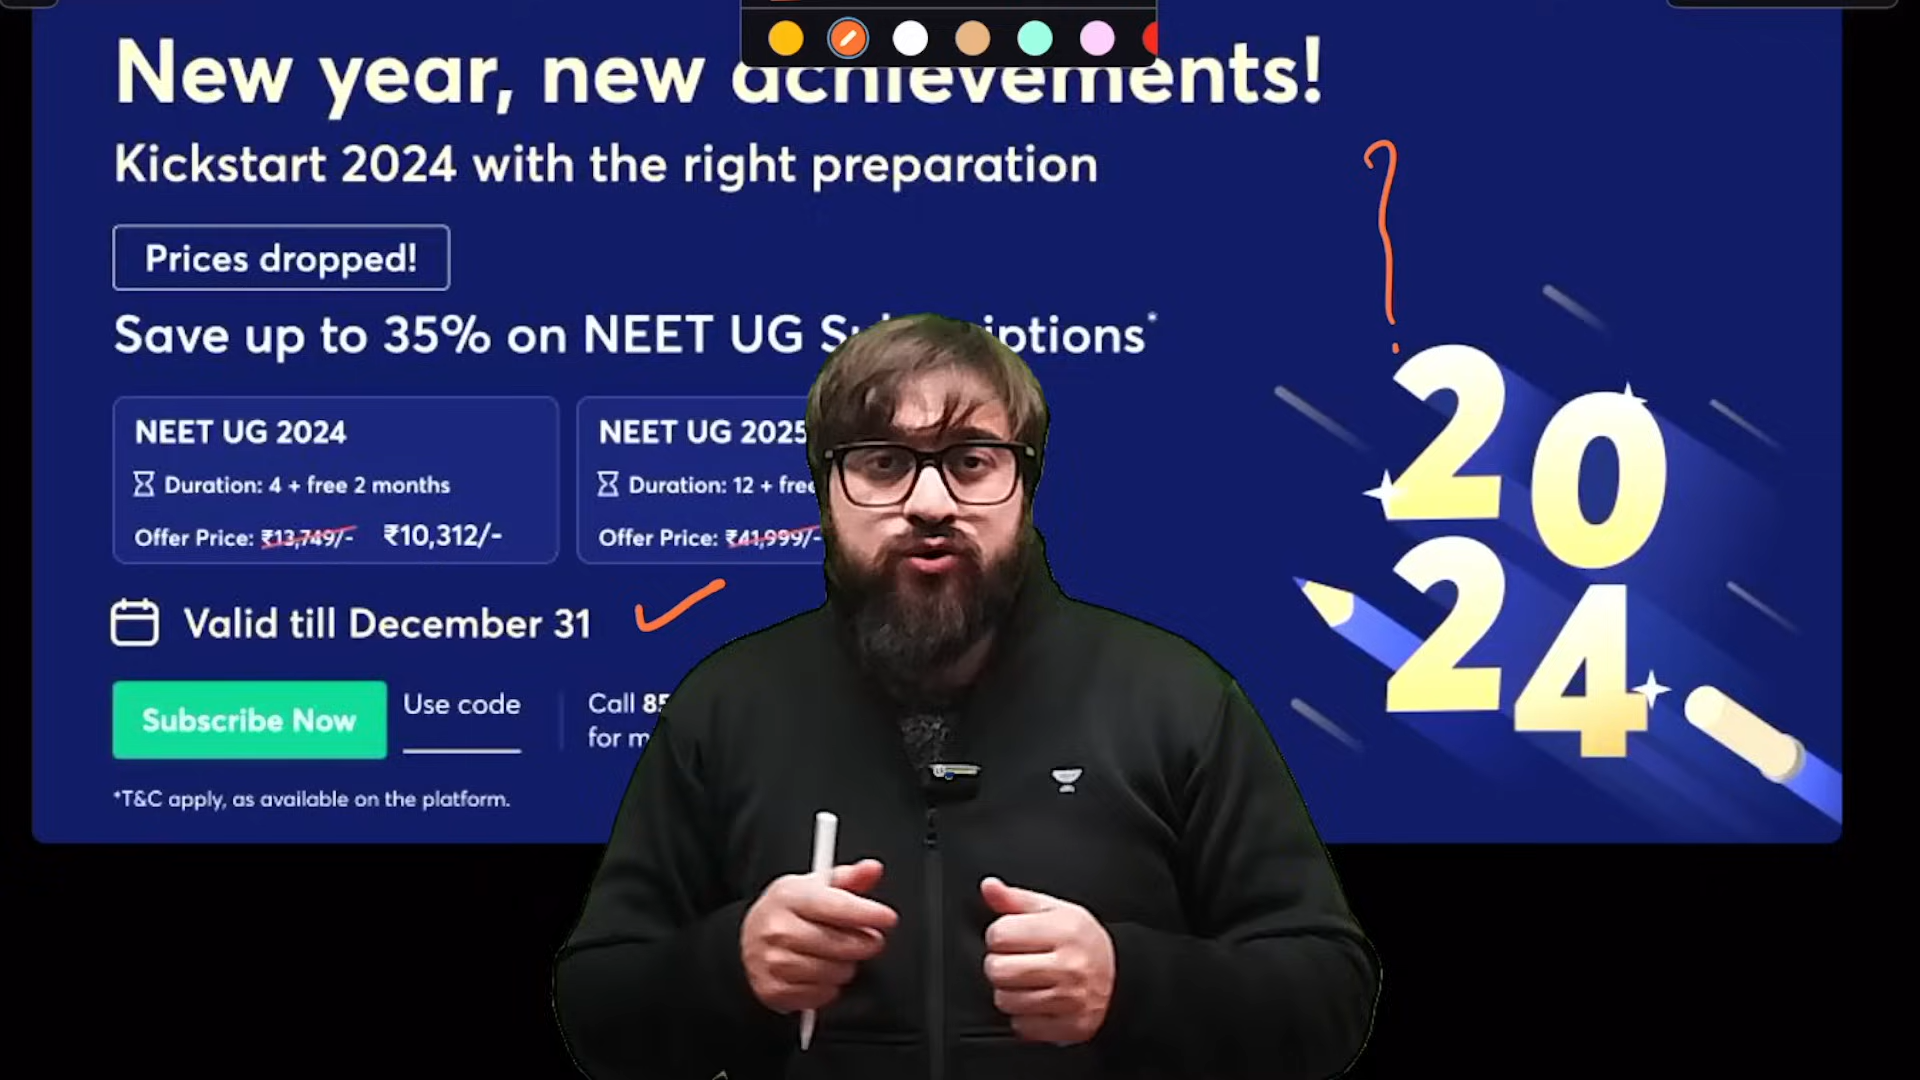 New year, new achievements!
Kickstart 2024 with the right preparation
Prices dropped!
Save up to 35% on NEET UG
NEET UG 2024
Duration: 4 + free 2 months
Offer Price: ₹13,749/- ₹10,312/-
NEET UG 2025
Duration: 12 + free
Offer Price: ₹41,999/-
Valid till December 31
Subscribe Now
Use code
Call 85
for
*T&C apply, as available on the platform.
?
2024